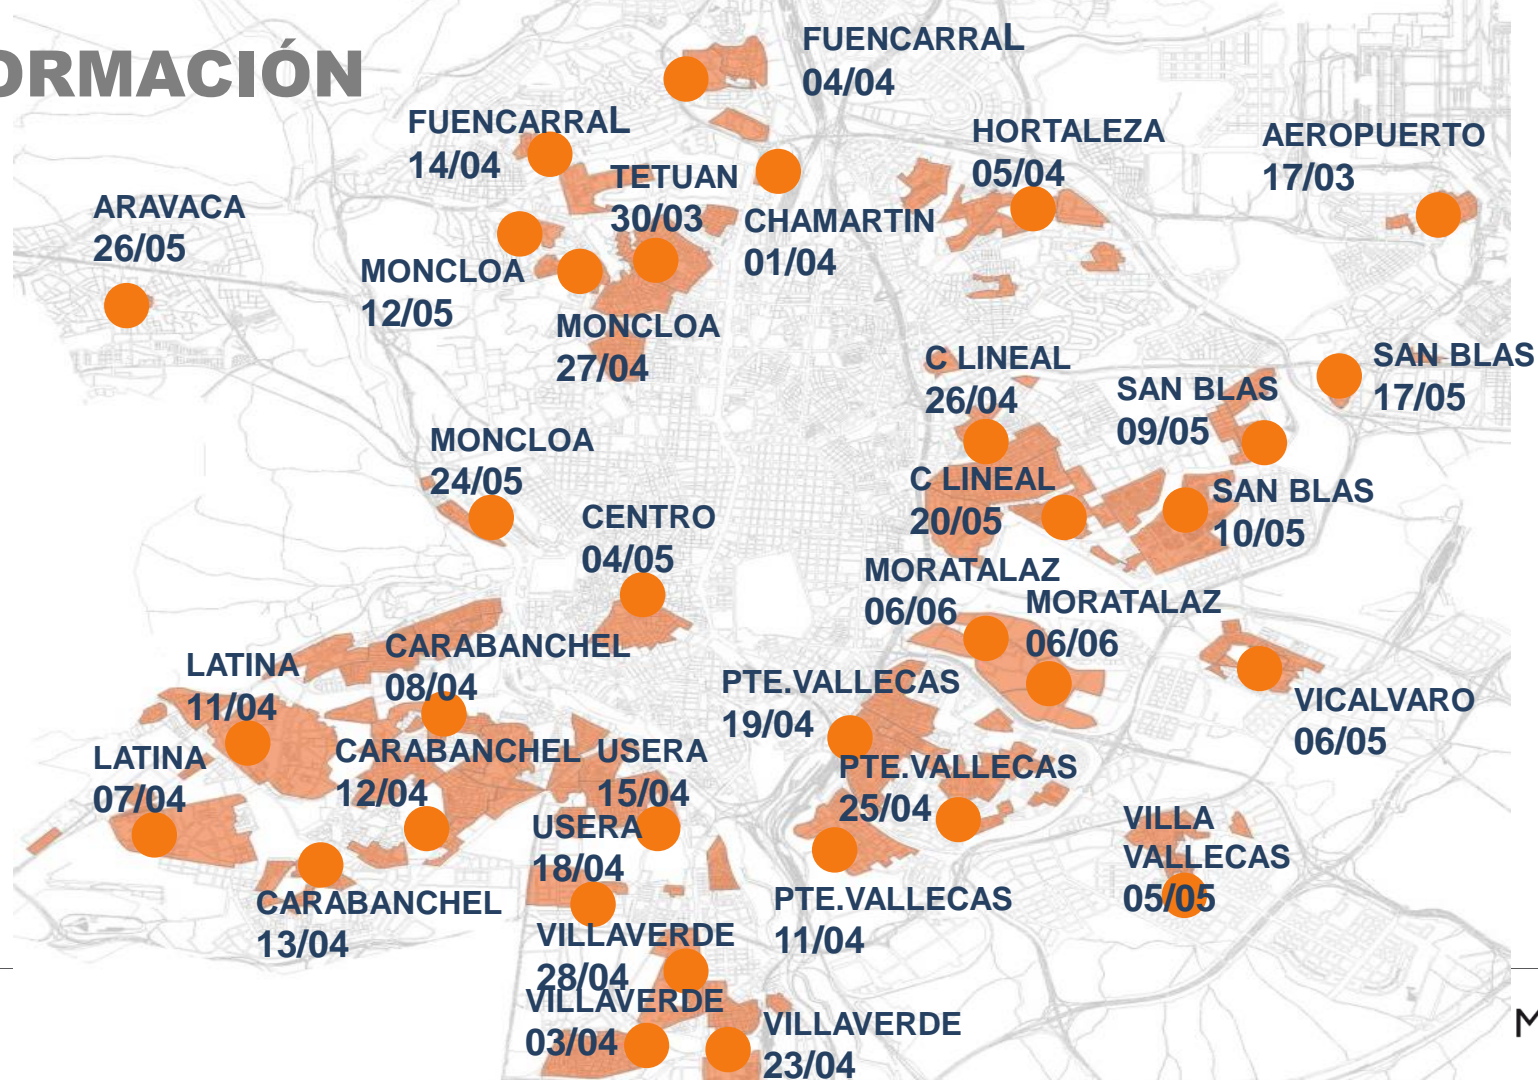 ORMACIÓN
FUENCARRAL
04/04
FUENCARRAL
14/04
HORTALEZA
05/04
AEROPUERTO
17/03
TETUAN
30/03
ARAVACA
26/05
CHAMARTIN
01/04
MONCLOA
12/05
MONCLOA
27/04
C LINEAL
26/04
SAN BLAS
17/05
SAN BLAS
09/05
MONCLOA
24/05
C LINEAL
20/05
SAN BLAS
10/05
CENTRO
04/05
MORATALAZ
06/06
MORATALAZ
06/06
CARABANCHEL
08/04
LATINA
11/04
PTE.VALLECAS
19/04
VICALVARO
06/05
LATINA
07/04
CARABANCHEL
12/04
USERA
15/04
PTE.VALLECAS
25/04
USERA
18/04
VILLA
VALLECAS
05/05
CARABANCHEL
13/04
PTE.VALLECAS
11/04
VILLAVERDE
28/04
VILLAVERDE
03/04
VILLAVERDE
23/04
M